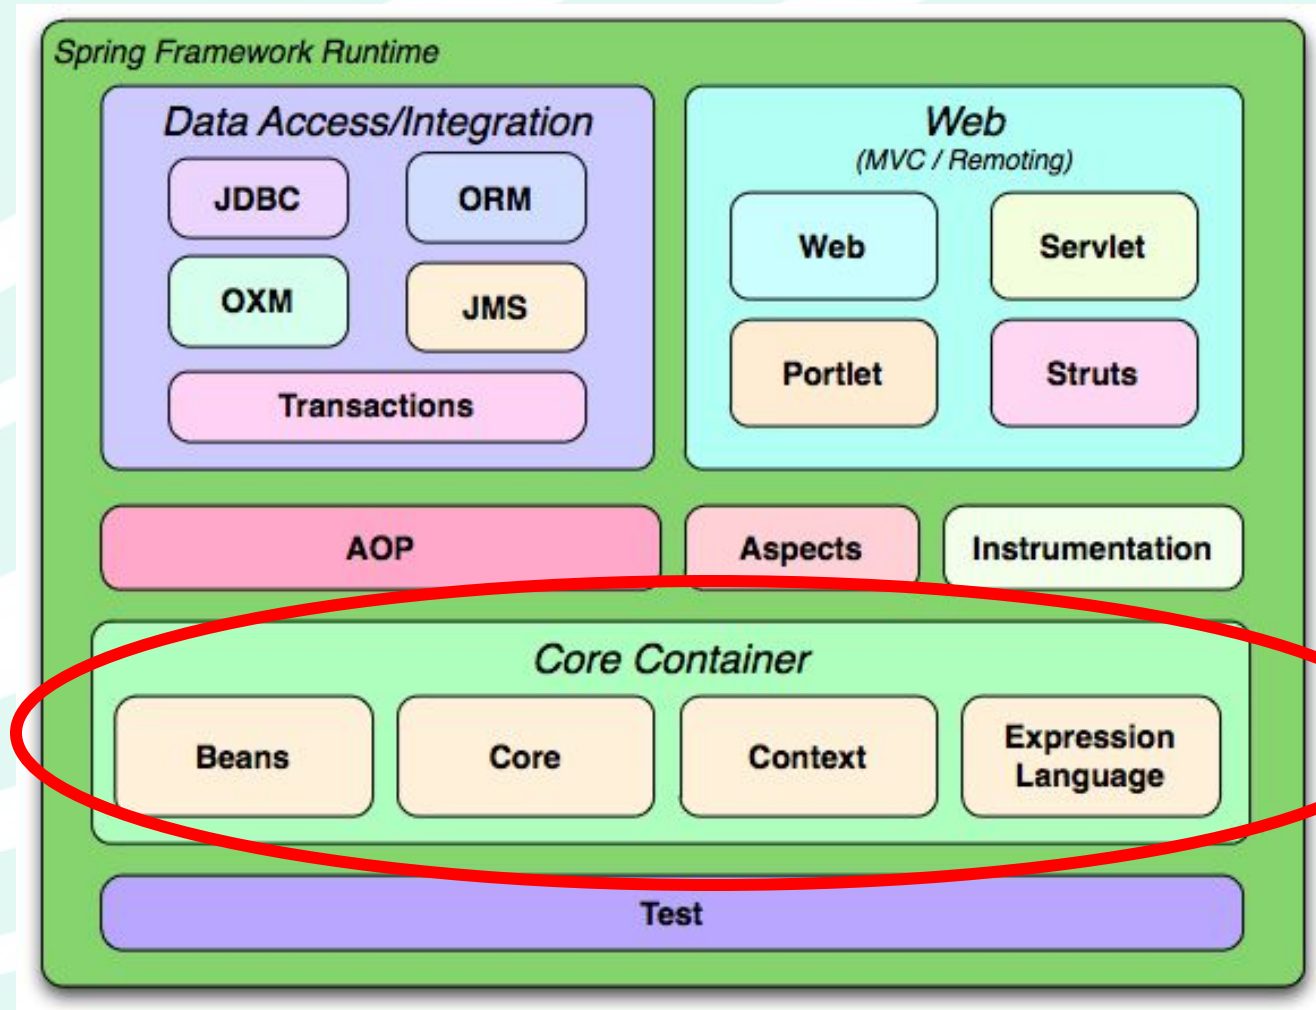 Spring Framework Runtime
Data Access/Integration
JDBC
ORM
OXM
JMS
Transactions
Web
(MVC / Remoting)
Web
Servlet
Portlet
Struts
AOP
Aspects
Instrumentation
Core Container
Beans
Core
Context
Expression
Language
Test